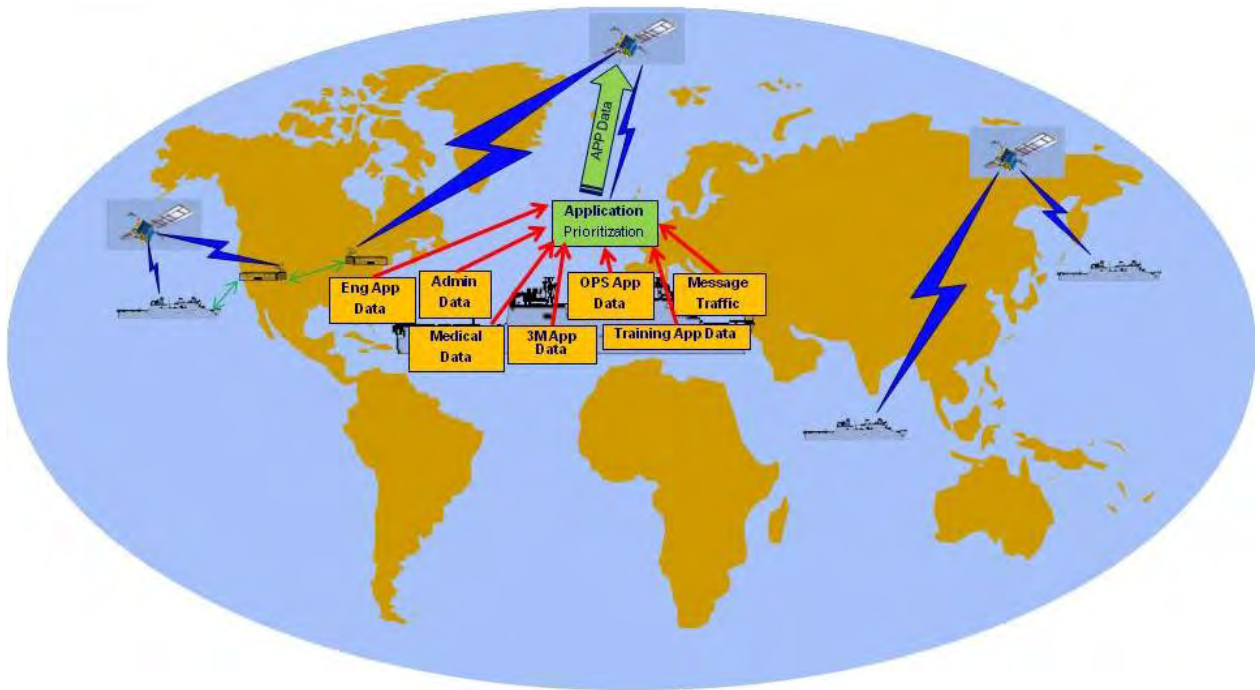 APP Data
Application
Prioritization
Eng App
Data
Admin
Data
OPS App
Data
Message
Traffic
Medical
Data
3M App
Data
Training App Data